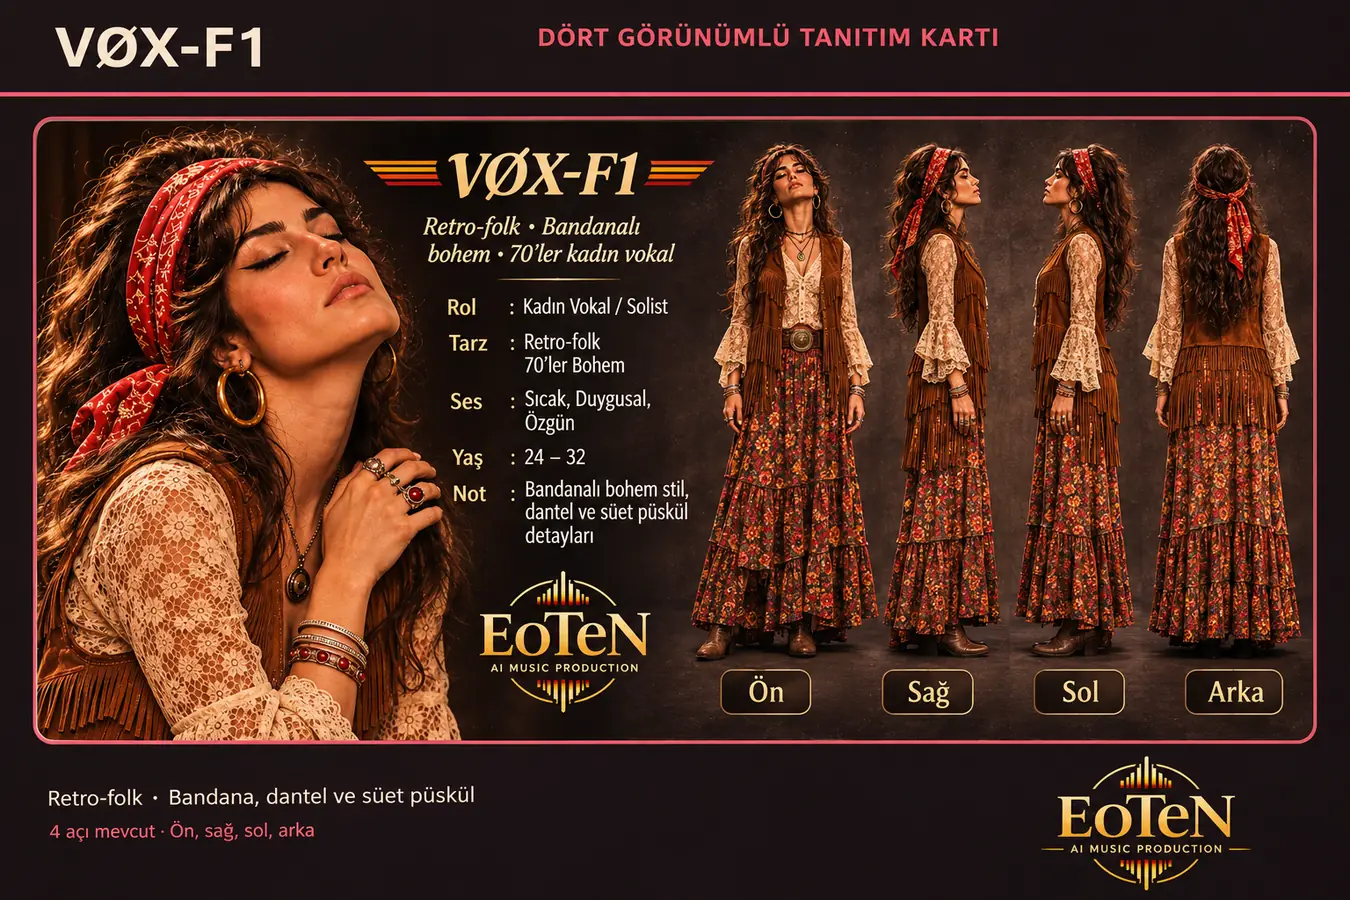 VØX-F1
DÖRT GÖRÜNÜMLÜ TANITIM KARTI
VØX-F1
Retro-folk • Bandanalı
bohem • 70’ler kadın vokal
Rol : Kadın Vokal / Solist
Tarz : Retro-folk
70’ler Bohem
Ses : Sıcak, Duygusal,
Özgün
Yaş : 24 – 32
Not : Bandanalı bohem stil,
dantel ve süet püskül
detayları
EoTeN
AI MUSIC PRODUCTION
Ön
Sağ
Sol
Arka
Retro-folk · Bandana, dantel ve süet püskül
4 açı mevcut · Ön, sağ, sol, arka
EoTeN
AI MUSIC PRODUCTION